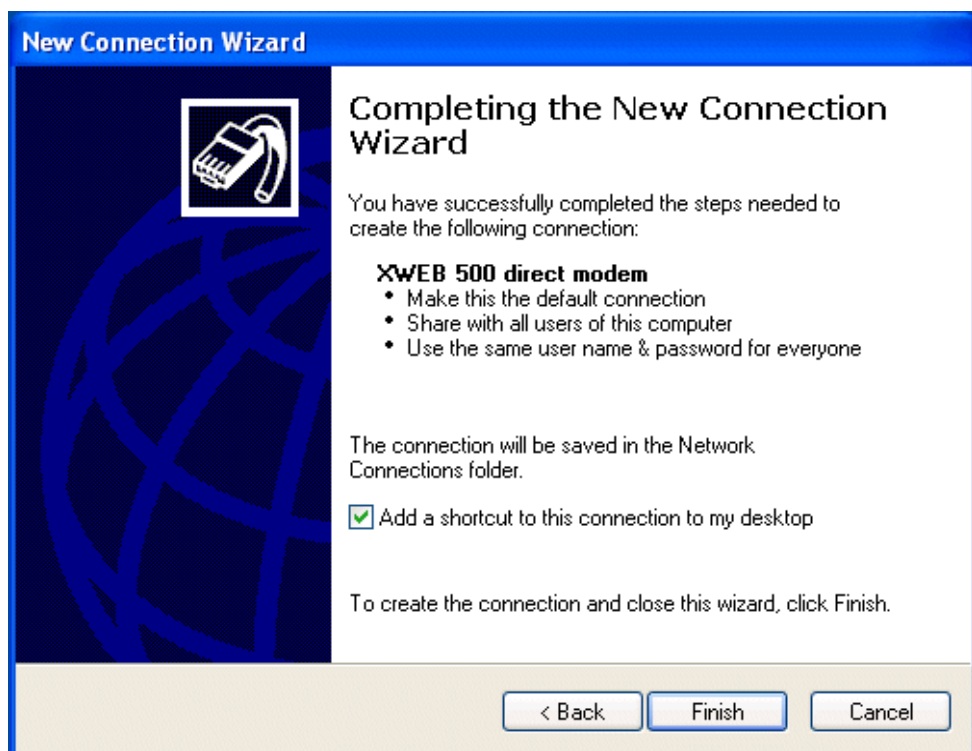 New Connection Wizard
Completing the New Connection
Wizard
You have successfully completed the steps needed to
create the following connection:
XWEB 500 direct modem
• Make this the default connection
• Share with all users of this computer
• Use the same user name & password for everyone
The connection will be saved in the Network
Connections folder.
Add a shortcut to this connection to my desktop
To create the connection and close this wizard, click Finish.
< Back Finish Cancel